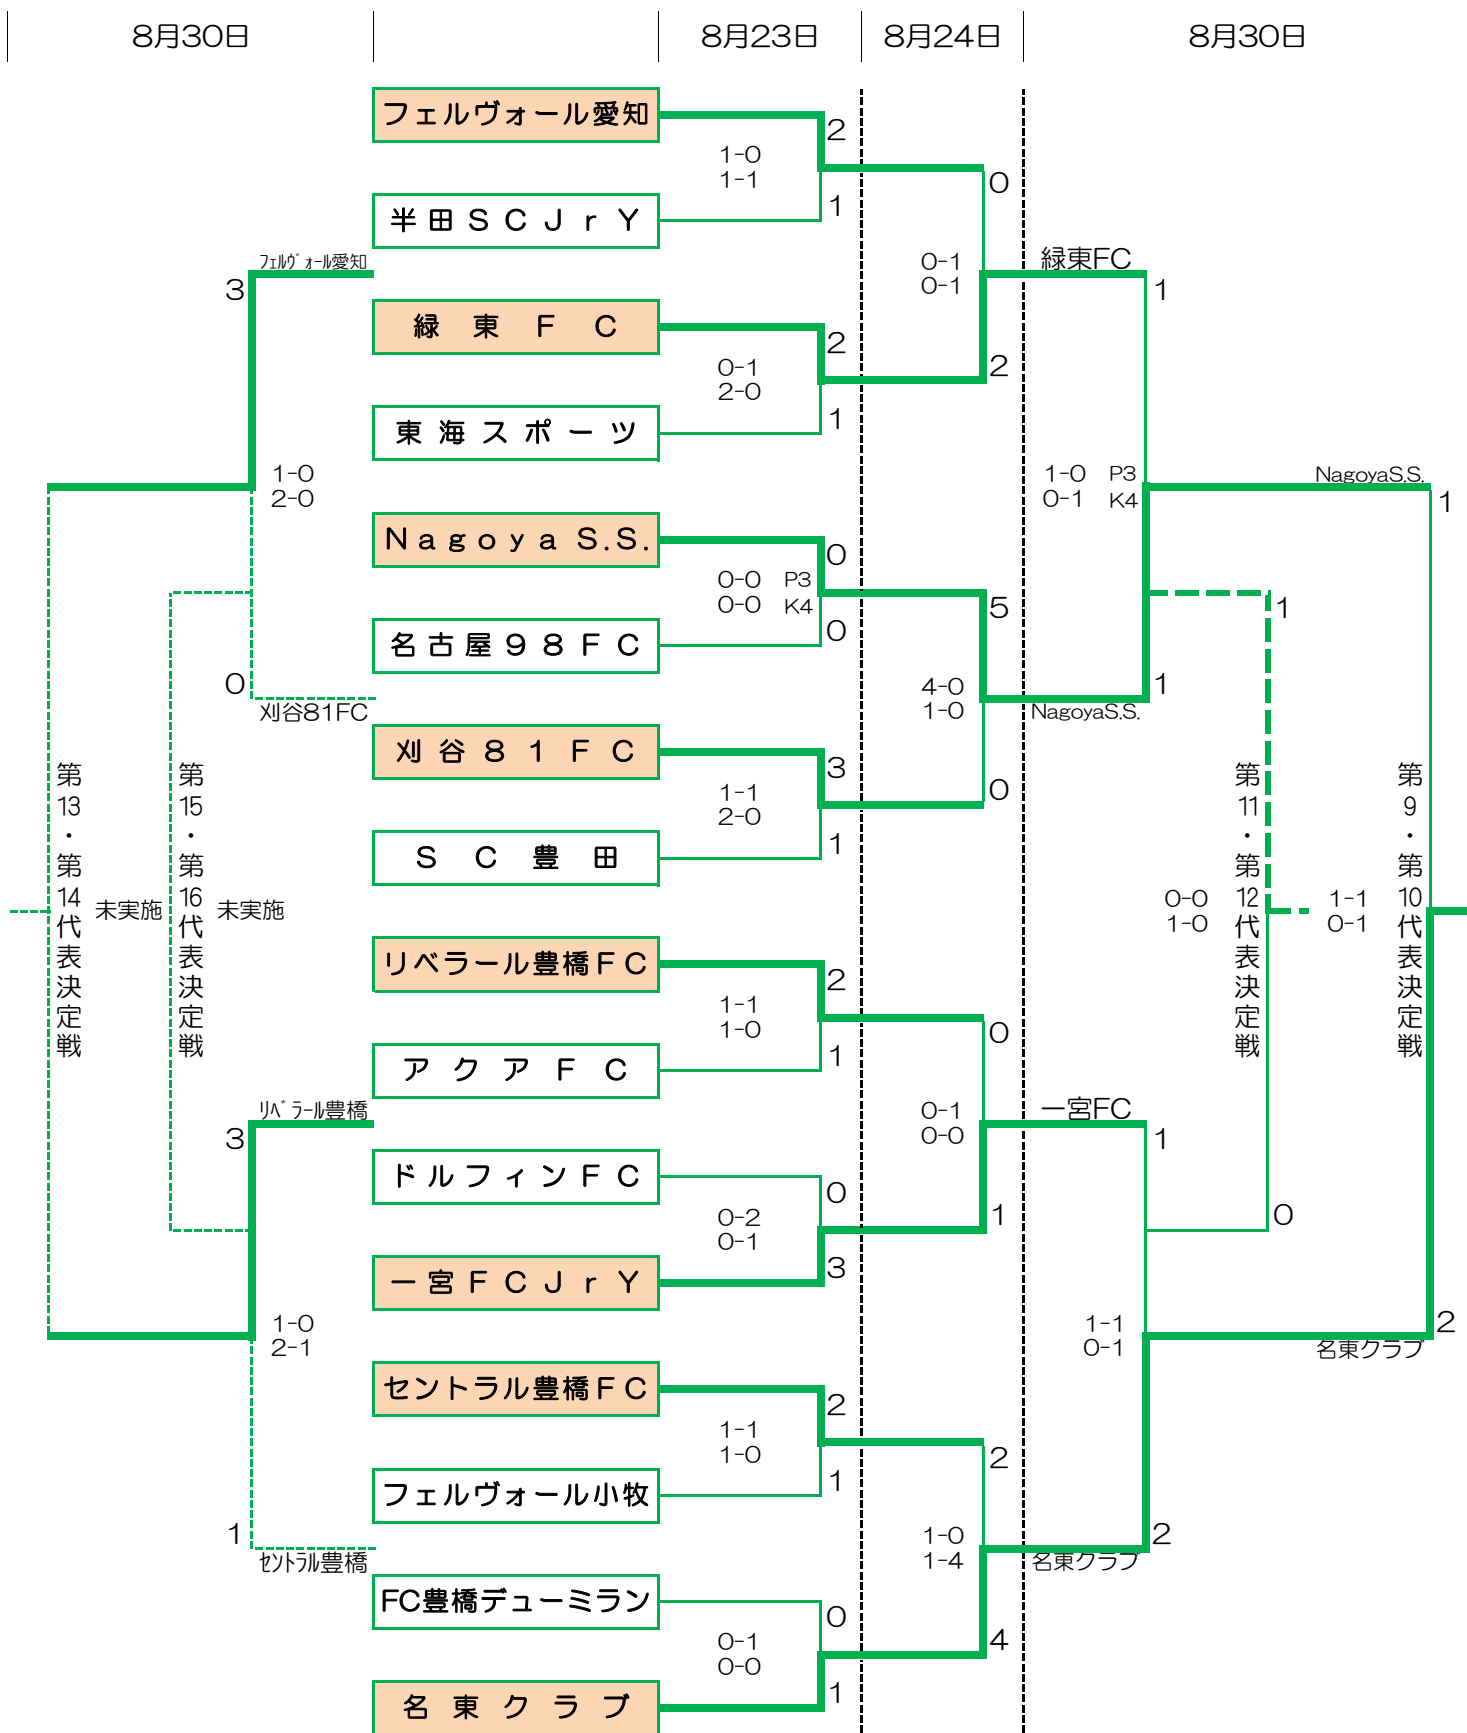 8月30日
8月23日
8月24日
8月30日
フェルヴォール愛知
2
1-0
1-1
0
半田SCJrY
1
フェルヴォール愛知
3
0-1
0-1
緑東FC
1
緑東FC
2
0-1
2-0
2
東海スポーツ
1
1-0
2-0
1-0 P3
0-1 K4
NagoyaS.S.
1
Nagoya S.S.
0
0-0 P3
0-0 K4
5
1
名古屋98FC
0
0
刈谷81FC
4-0
1-0
1
NagoyaS.S.
刈谷81FC
3
1-1
2-0
0
SC豊田
1
第13・第14代表決定戦
未実施
第15・第16代表決定戦
未実施
0-0
1-0
第11・第12代表決定戦
1-1
0-1
第9・第10代表決定戦
リベラール豊橋FC
2
1-1
1-0
0
アクアFC
1
リベラール豊橋
3
0-1
0-0
一宮FC
1
ドルフィンFC
0
0-2
0-1
1
0
一宮FCJrY
3
1-0
2-1
1-1
0-1
2
名東クラブ
セントラル豊橋FC
2
1-1
1-0
2
フェルヴォール小牧
1
1
セントラル豊橋
1-0
1-4
2
名東クラブ
FC豊橋デューミラン
0
0-1
0-0
4
名東クラブ
1